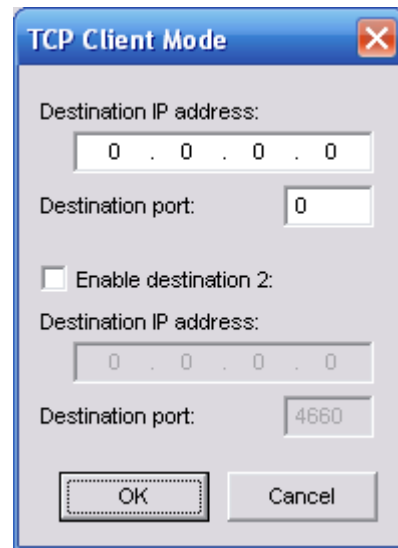 TCP Client Mode
Destination IP address:
0 . 0 . 0 . 0
Destination port: 0
Enable destination 2:
Destination IP address:
0 . 0 . 0 . 0
Destination port: 4660
OK Cancel